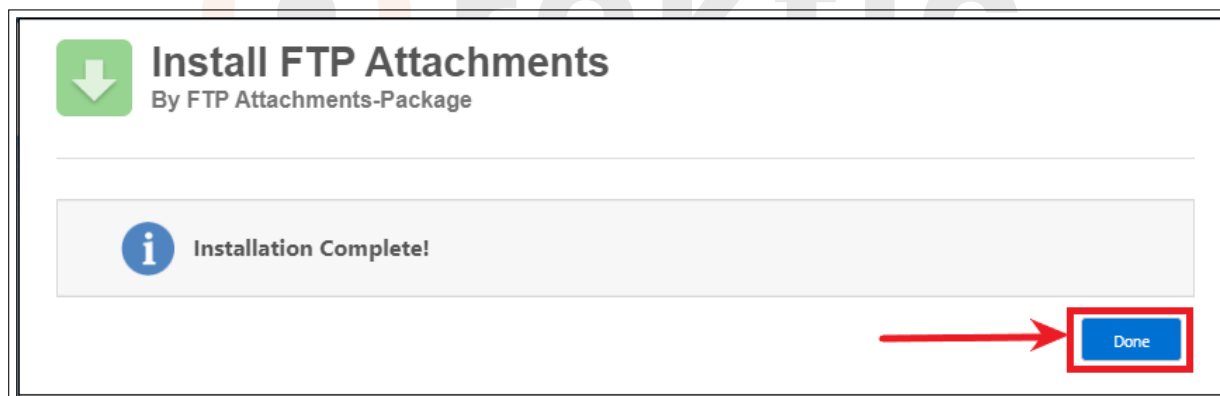 Install FTP Attachments
By FTP Attachments-Package
Installation Complete!
Done